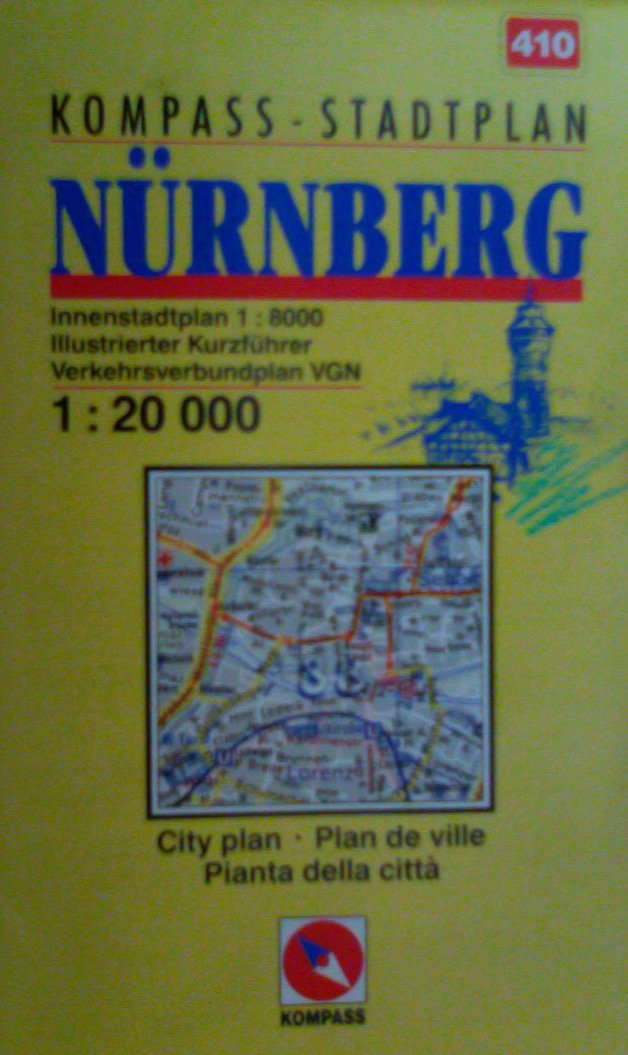 410
KOMPASS - STADTPLAN
NÜRNBERG
Innenstadtplan 1 : 8000
Illustrierter Kurzführer
Verkehrsverbundplan VGN
1 : 20 000
Lorenz
City plan · Plan de ville
Pianta della città
KOMPASS